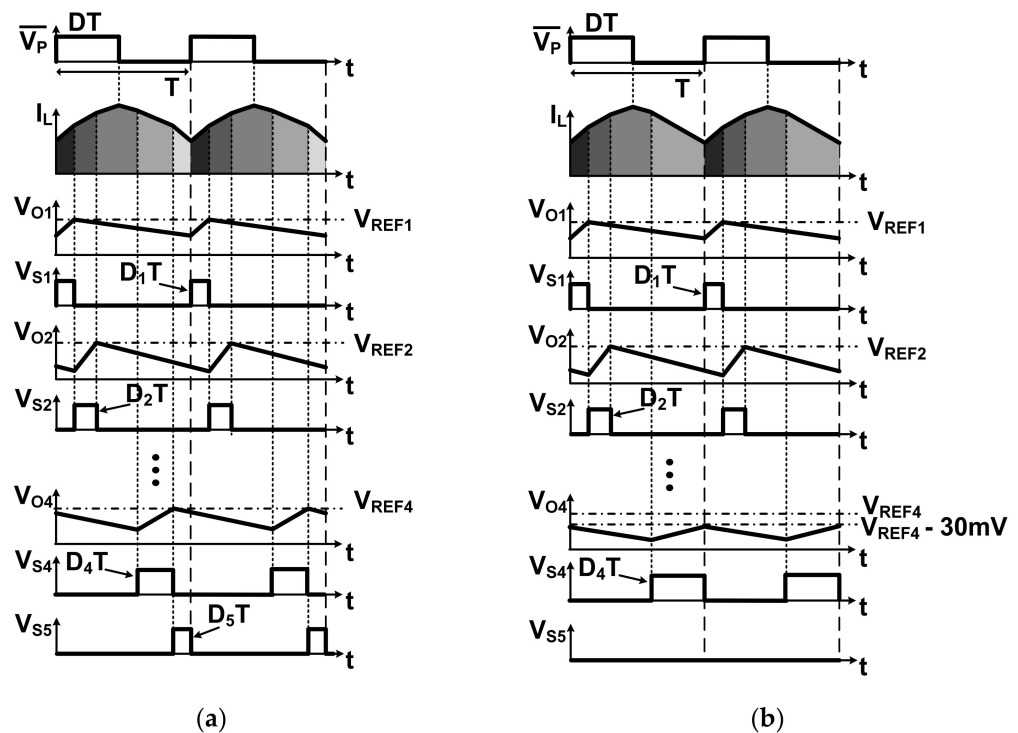 V̅P̅ DT t
T
IL t
VO1 VREF1 t
VS1 D1T t
VO2 VREF2 t
VS2 D2T t
VO4 VREF4 t
VS4 D4T t
VS5 D5T t
(a)
V̅P̅ DT t
T
IL t
VO1 VREF1 t
VS1 D1T t
VO2 VREF2 t
VS2 D2T t
VO4 VREF4
VREF4 - 30mV
t
VS4 D4T t
VS5 t
(b)